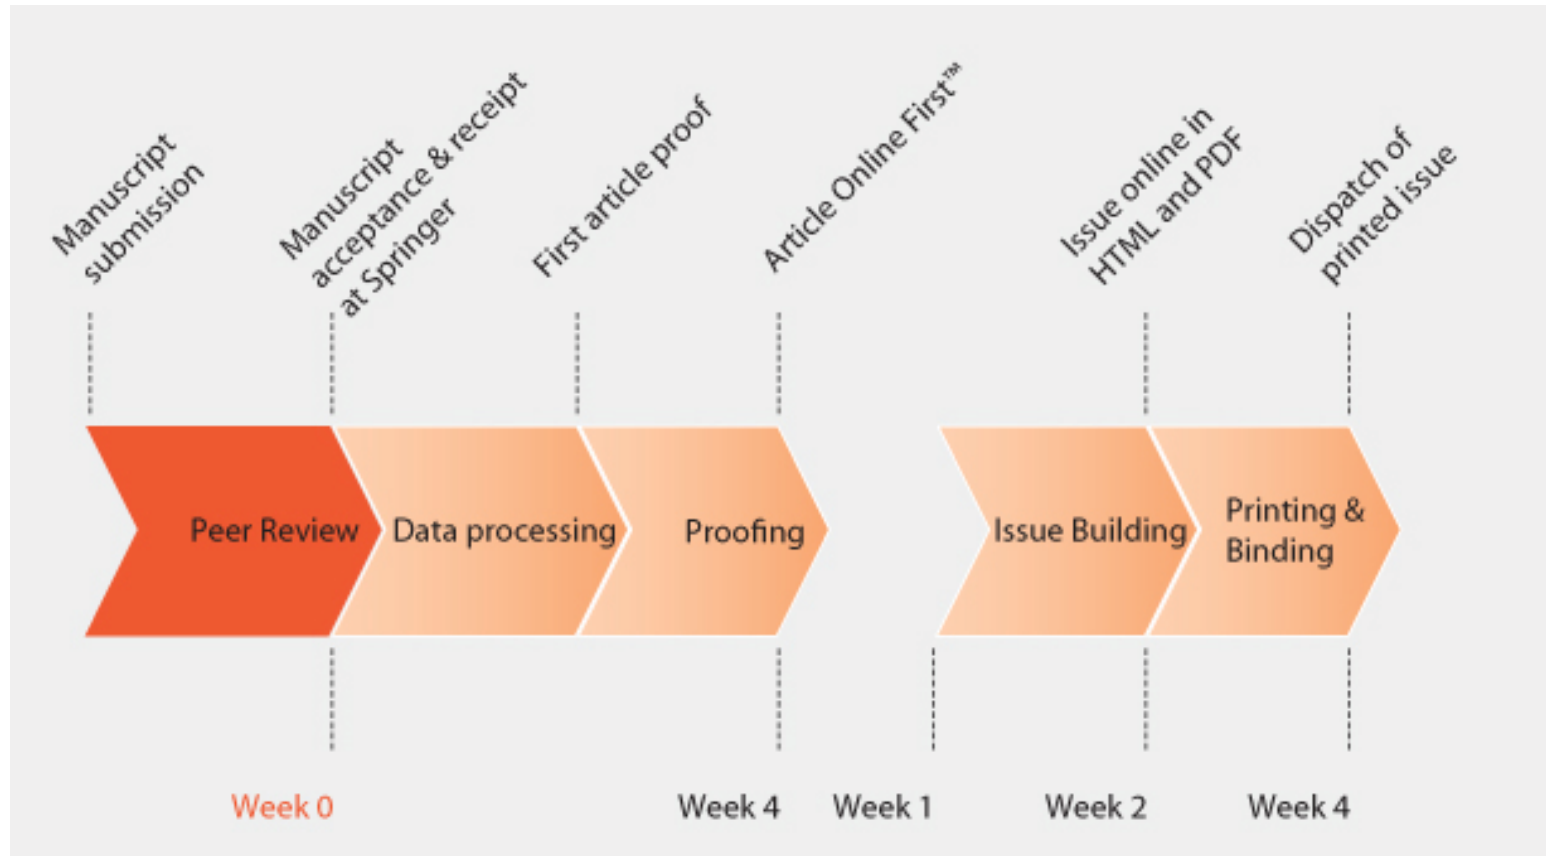 Manuscript
submission
Manuscript
acceptance & receipt
at Springer
First article proof
Article Online First™
Issue online in
HTML and PDF
Dispatch of
printed issue
Peer Review
Data processing
Proofing
Issue Building
Printing &
Binding
Week 0
Week 4
Week 1
Week 2
Week 4